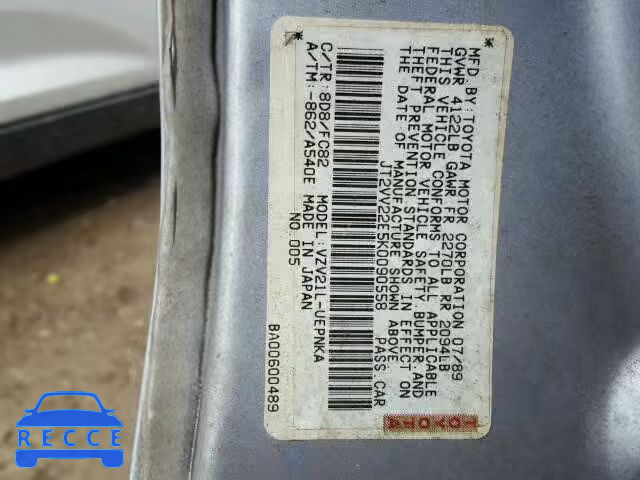 MFD.BY:TOYOTA MOTOR CORPORATION 07/89
GVWR 4122LB GAWR FR 2270LB RR 2094LB
THIS VEHICLE CONFORMS TO ALL APPLICABLE
FEDERAL MOTOR VEHICLE SAFETY,BUMPER,AND
THEFT PREVENTION STANDARDS IN EFFECT ON
THE DATE OF MANUFACTURE SHOWN ABOVE.
JT2VV22E5K0090558 PASS.CAR
C/TR: 8D8/FC82 MODEL:VZV21L-UEPNKA
A/TM:-862/A540E MADE IN JAPAN
NO.005
BA00600489
TOYOTA
RECCE